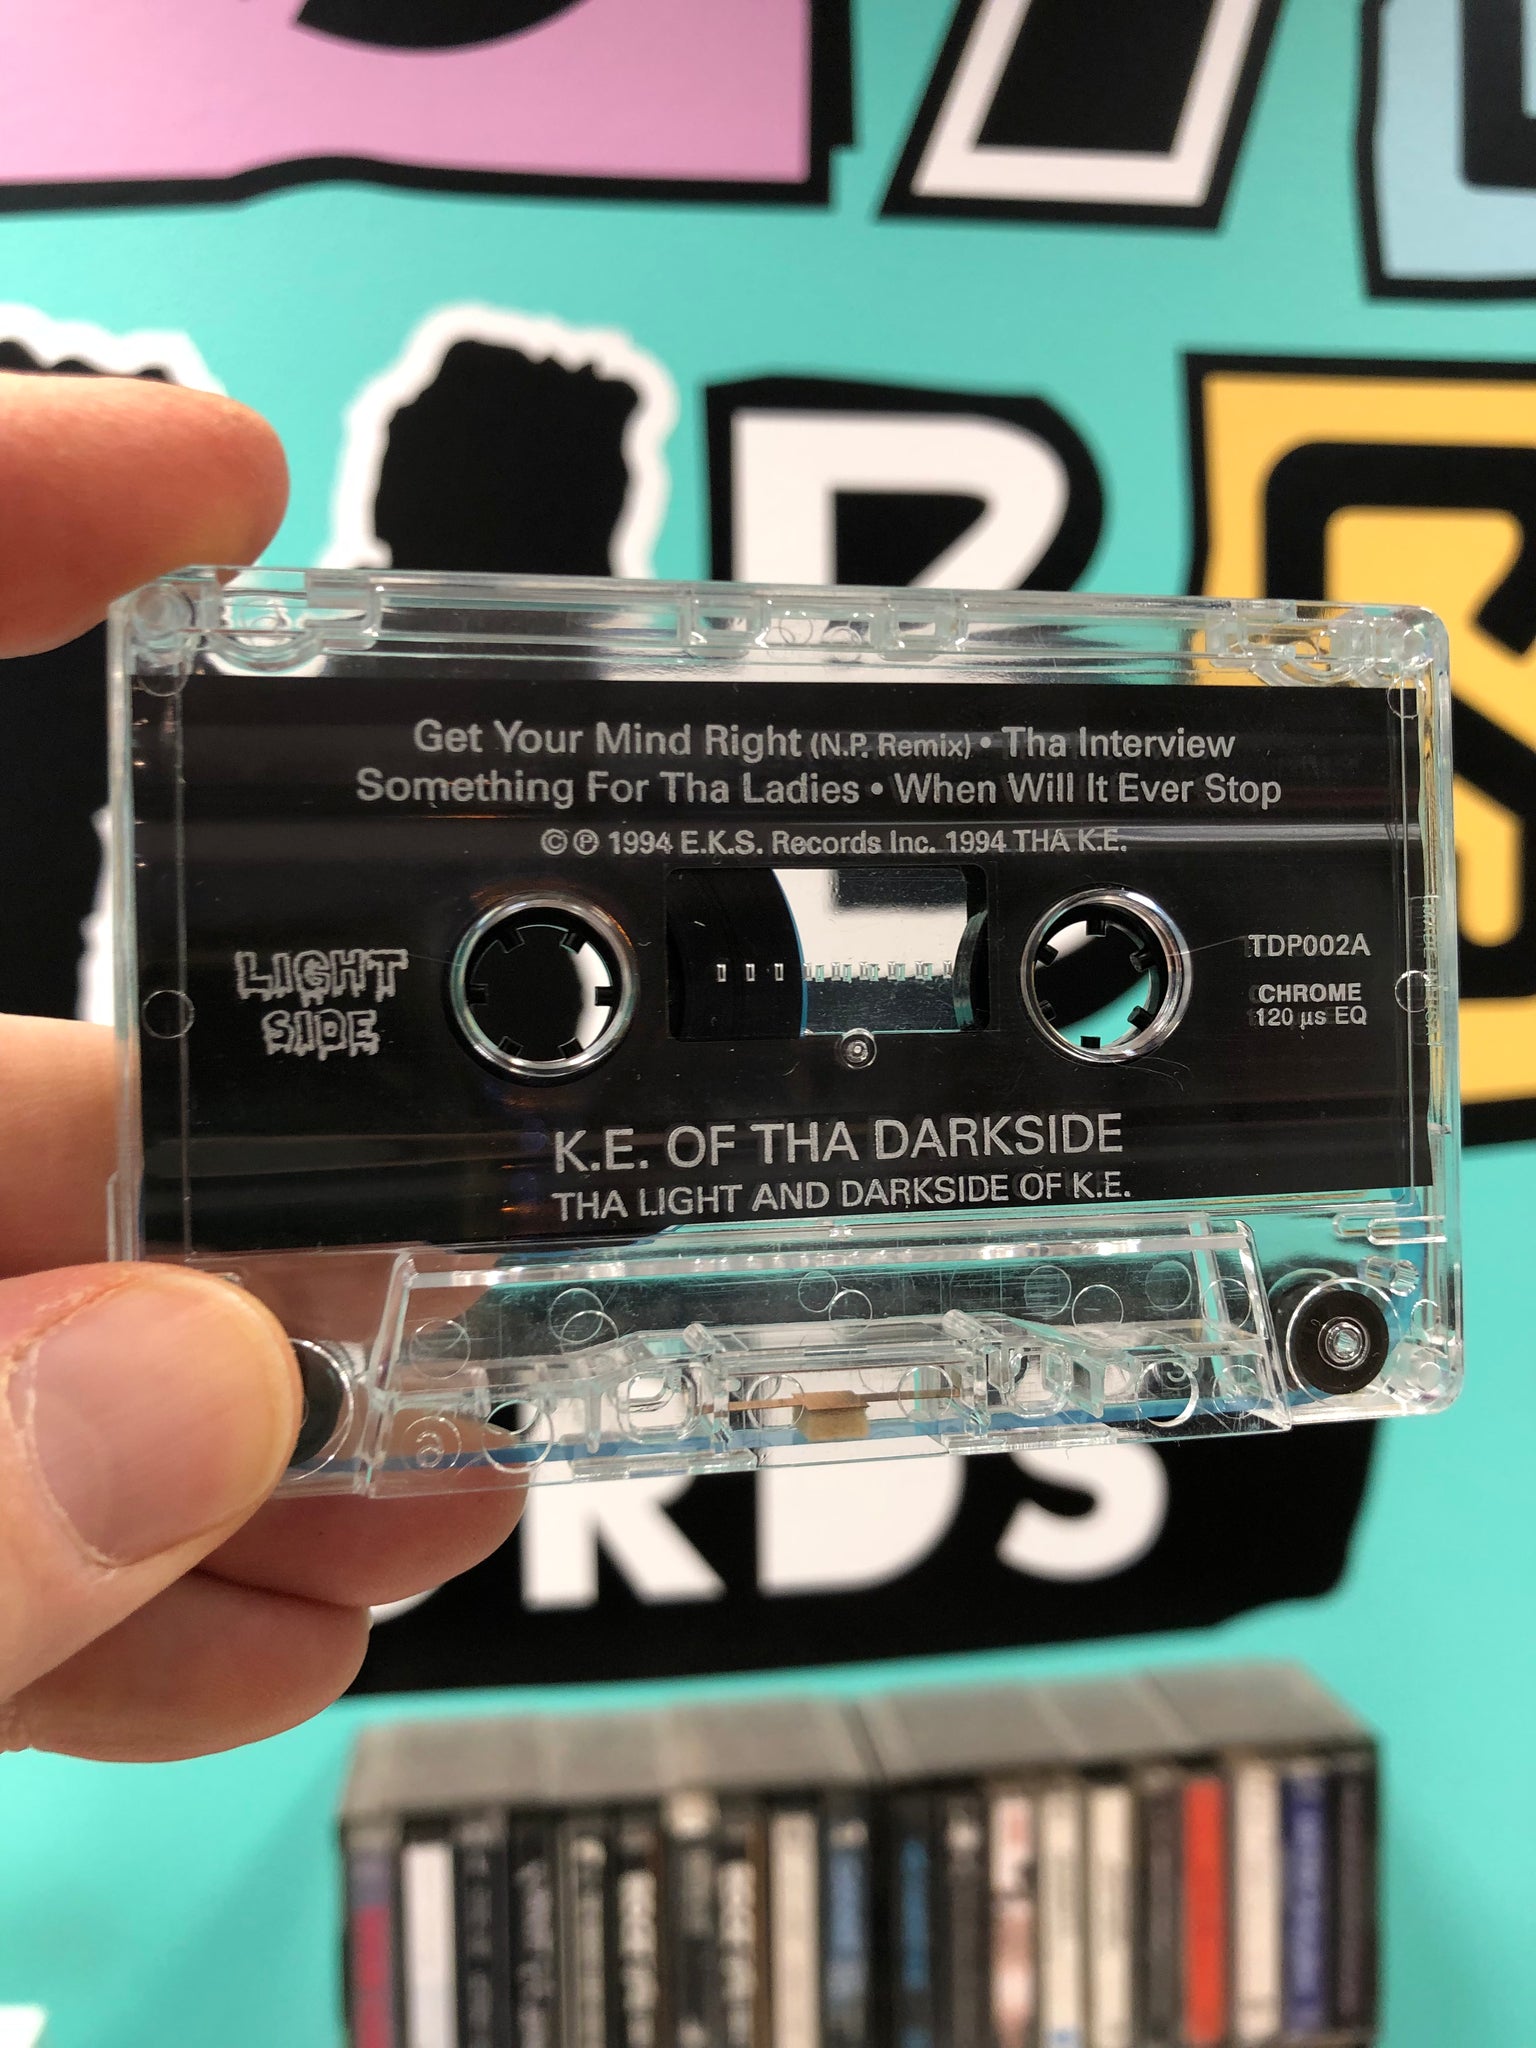 Get Your Mind Right (N.P. Remix) • Tha Interview
Something For Tha Ladies • When Will It Ever Stop
© ℗ 1994 E.K.S. Records Inc. 1994 THA K.E.
LIGHT
SIDE
TDP002A
CHROME
120 µs EQ
K.E. OF THA DARKSIDE
THA LIGHT AND DARKSIDE OF K.E.
RDS